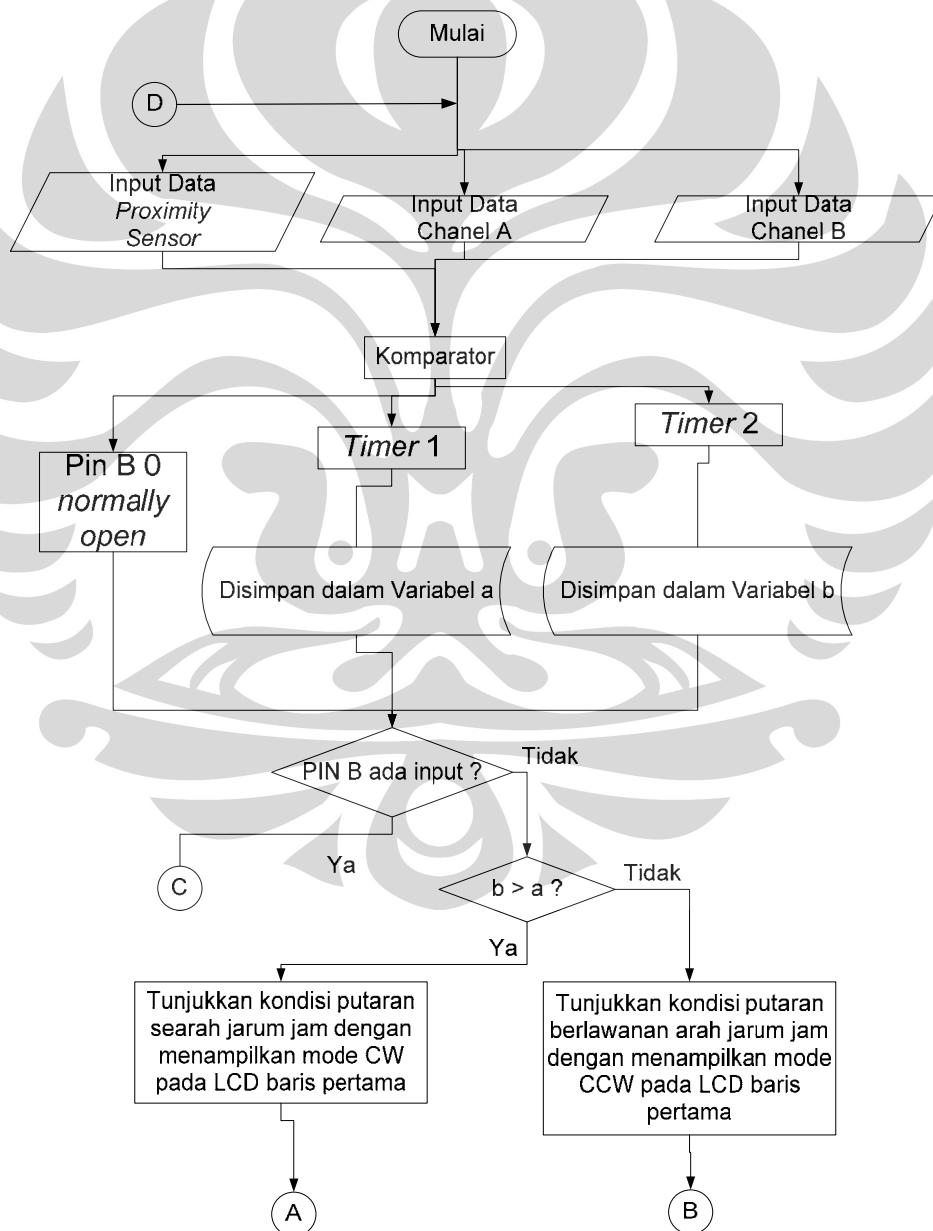 Mulai
D
Input Data
Proximity
Sensor
Input Data
Chanel A
Input Data
Chanel B
Komparator
Pin B 0
normally
open
Timer 1
Timer 2
Disimpan dalam Variabel a
Disimpan dalam Variabel b
PIN B ada input ?
Tidak
Ya
C
b > a ?
Tidak
Ya
Tunjukkan kondisi putaran
searah jarum jam dengan
menampilkan mode CW
pada LCD baris pertama
Tunjukkan kondisi putaran
berlawanan arah jarum jam
dengan menampilkan mode
CCW pada LCD baris
pertama
A
B